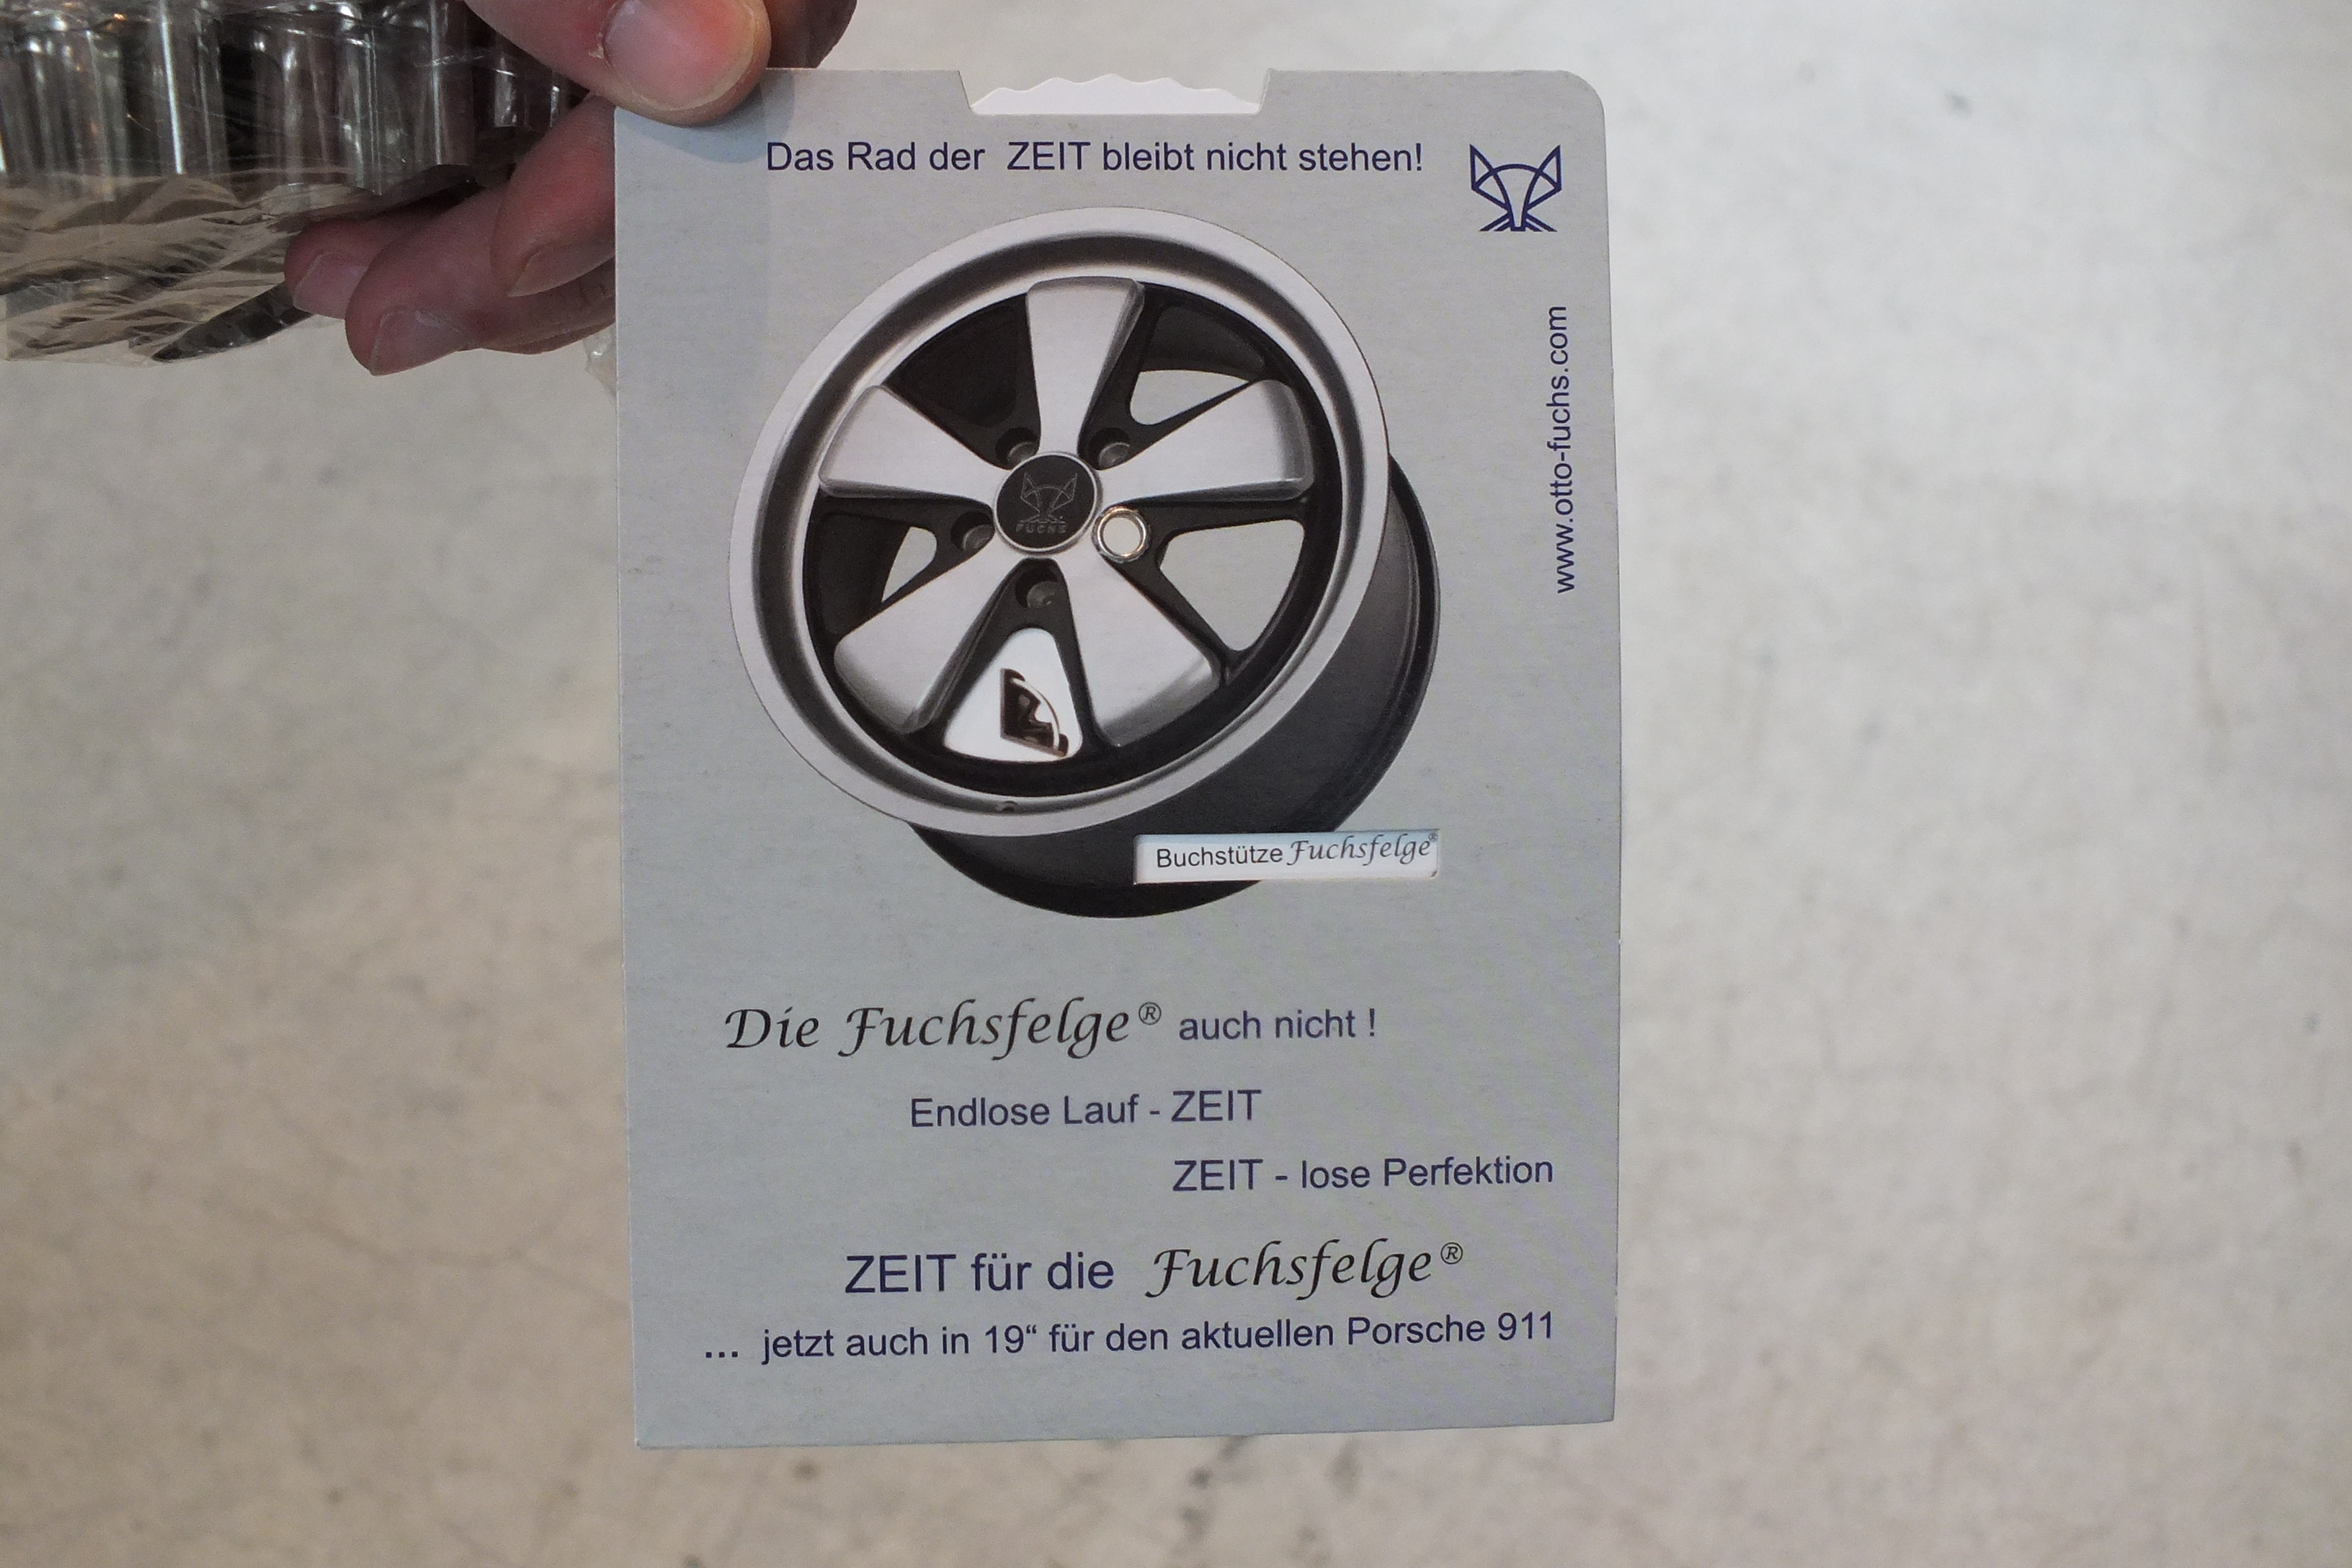 Das Rad der ZEIT bleibt nicht stehen!
www.otto-fuchs.com
FUCHS
Buchstütze Fuchsfelge®
Die Fuchsfelge® auch nicht !
Endlose Lauf - ZEIT
ZEIT - lose Perfektion
ZEIT für die Fuchsfelge®
... jetzt auch in 19“ für den aktuellen Porsche 911